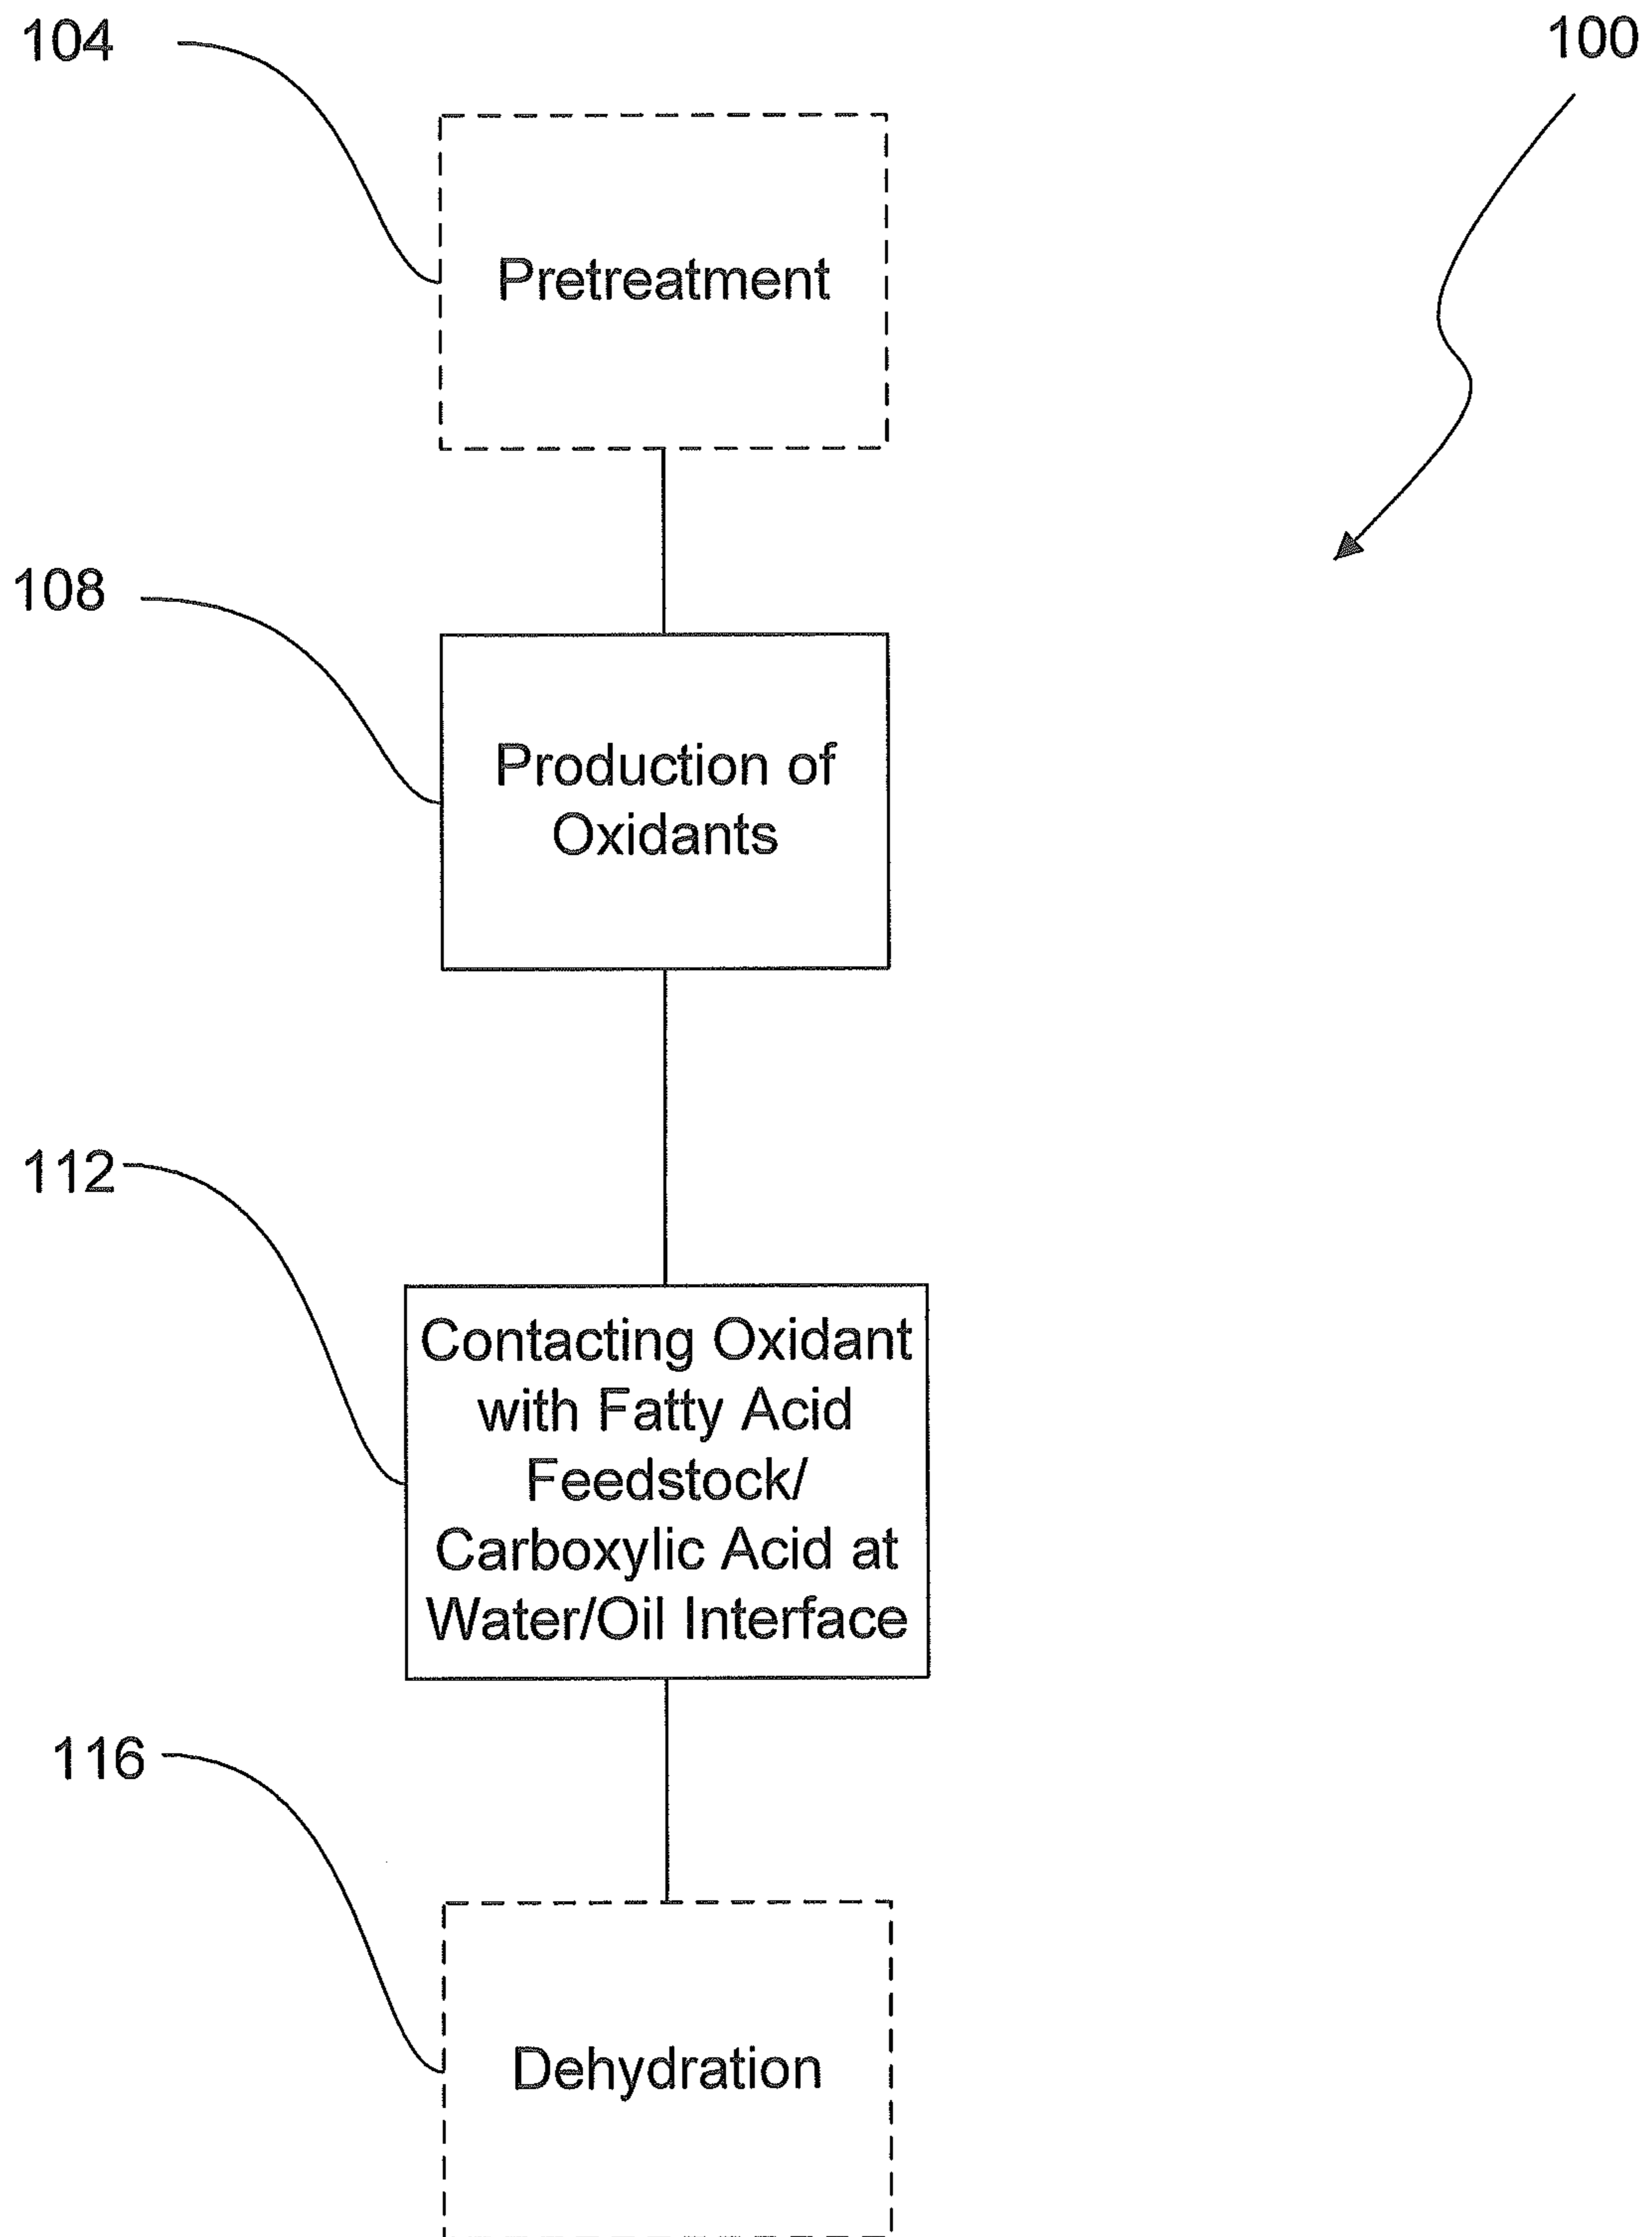 104
100
Pretreatment
108
Production of
Oxidants
112
Contacting Oxidant
with Fatty Acid
Feedstock/
Carboxylic Acid at
Water/Oil Interface
116
Dehydration